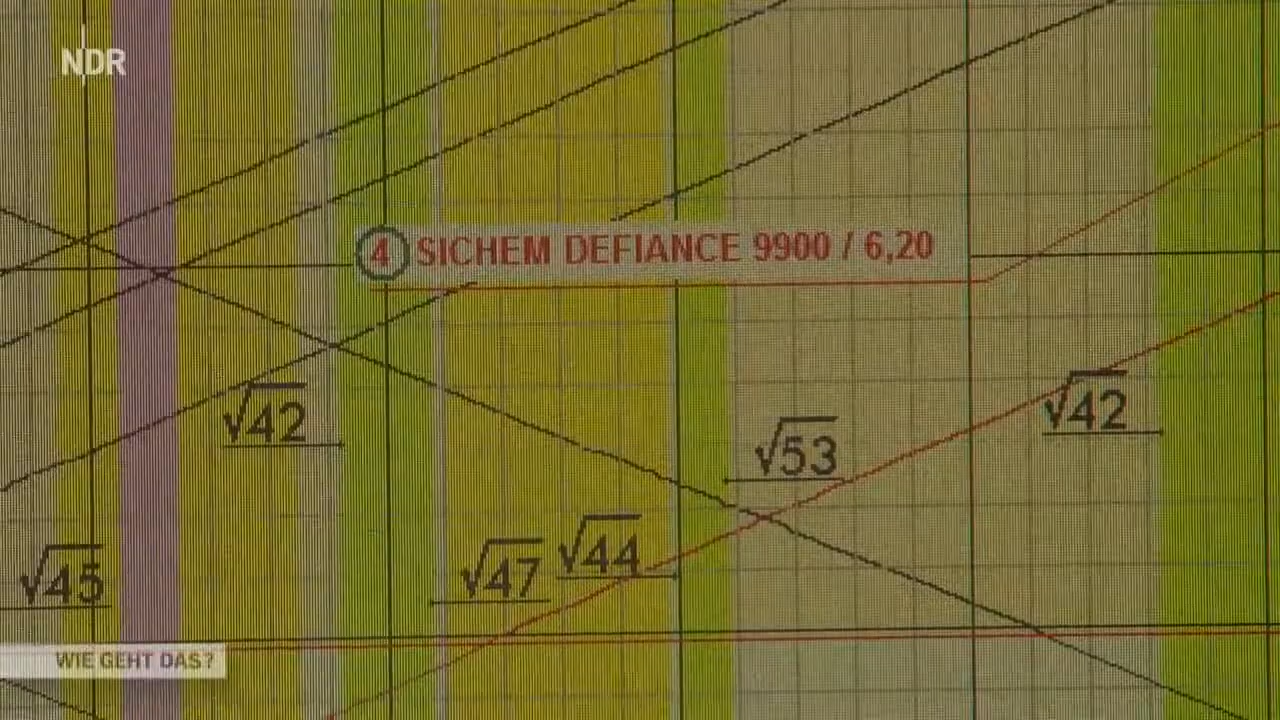 NDR
4 SICHEM DEFIANCE 9900 / 6,20
√42
√42
√53
√44
√47
√45
WIE GEHT DAS?